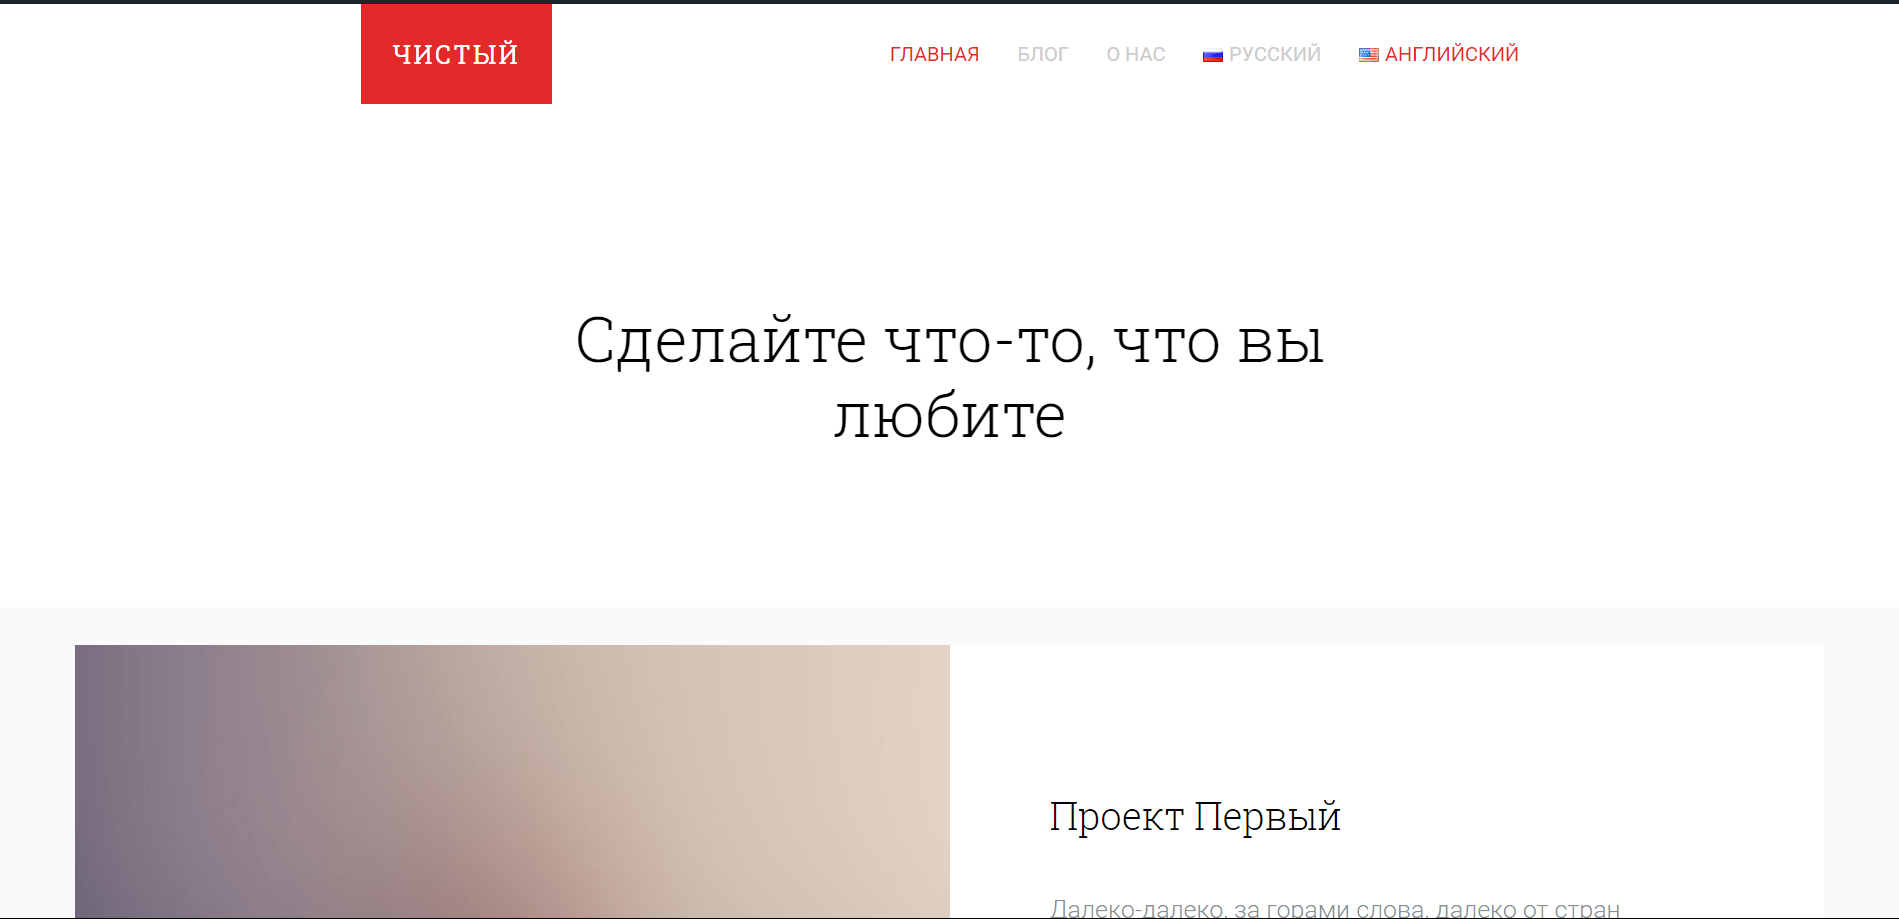 ЧИСТЫЙ
ГЛАВНАЯ БЛОГ О НАС РУССКИЙ АНГЛИЙСКИЙ
Сделайте что-то, что вы
любите
Проект Первый
Далеко-далеко, за горами слова, далеко от стран